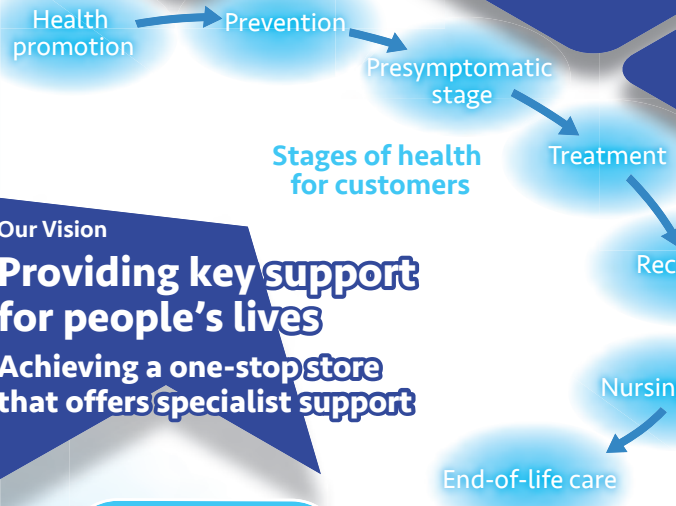 Health
promotion
Prevention
Presymptomatic
stage
Stages of health
for customers
Treatment
Our Vision
Providing key support
for people's lives
Achieving a one-stop store
that offers specialist support
End-of-life care